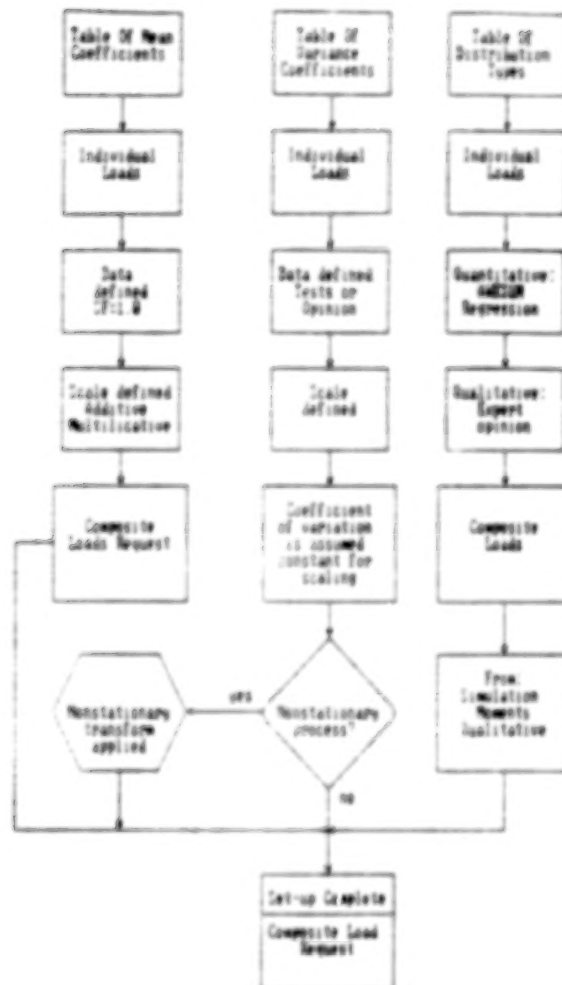 Table Of Mean
Coefficients
Table Of
Variance
Coefficients
Table Of
Distribution
Types
Individual
Loads
Individual
Loads
Individual
Loads
Data
defined
Data defined
Tests or
Opinion
Quantitative:
Regression
Scale defined
Additive
Multilicative
Scale
defined
Qualitative:
Expert
opinion
Composite
Loads Request
Coefficient
of variation
is assumed
constant for
scaling
Composite
Loads
Nonstationary
transform
applied
yes
Nonstationary
process?
From:
Simulation
Moments
Qualitative
no
Set-up Complete
Composite Load
Request